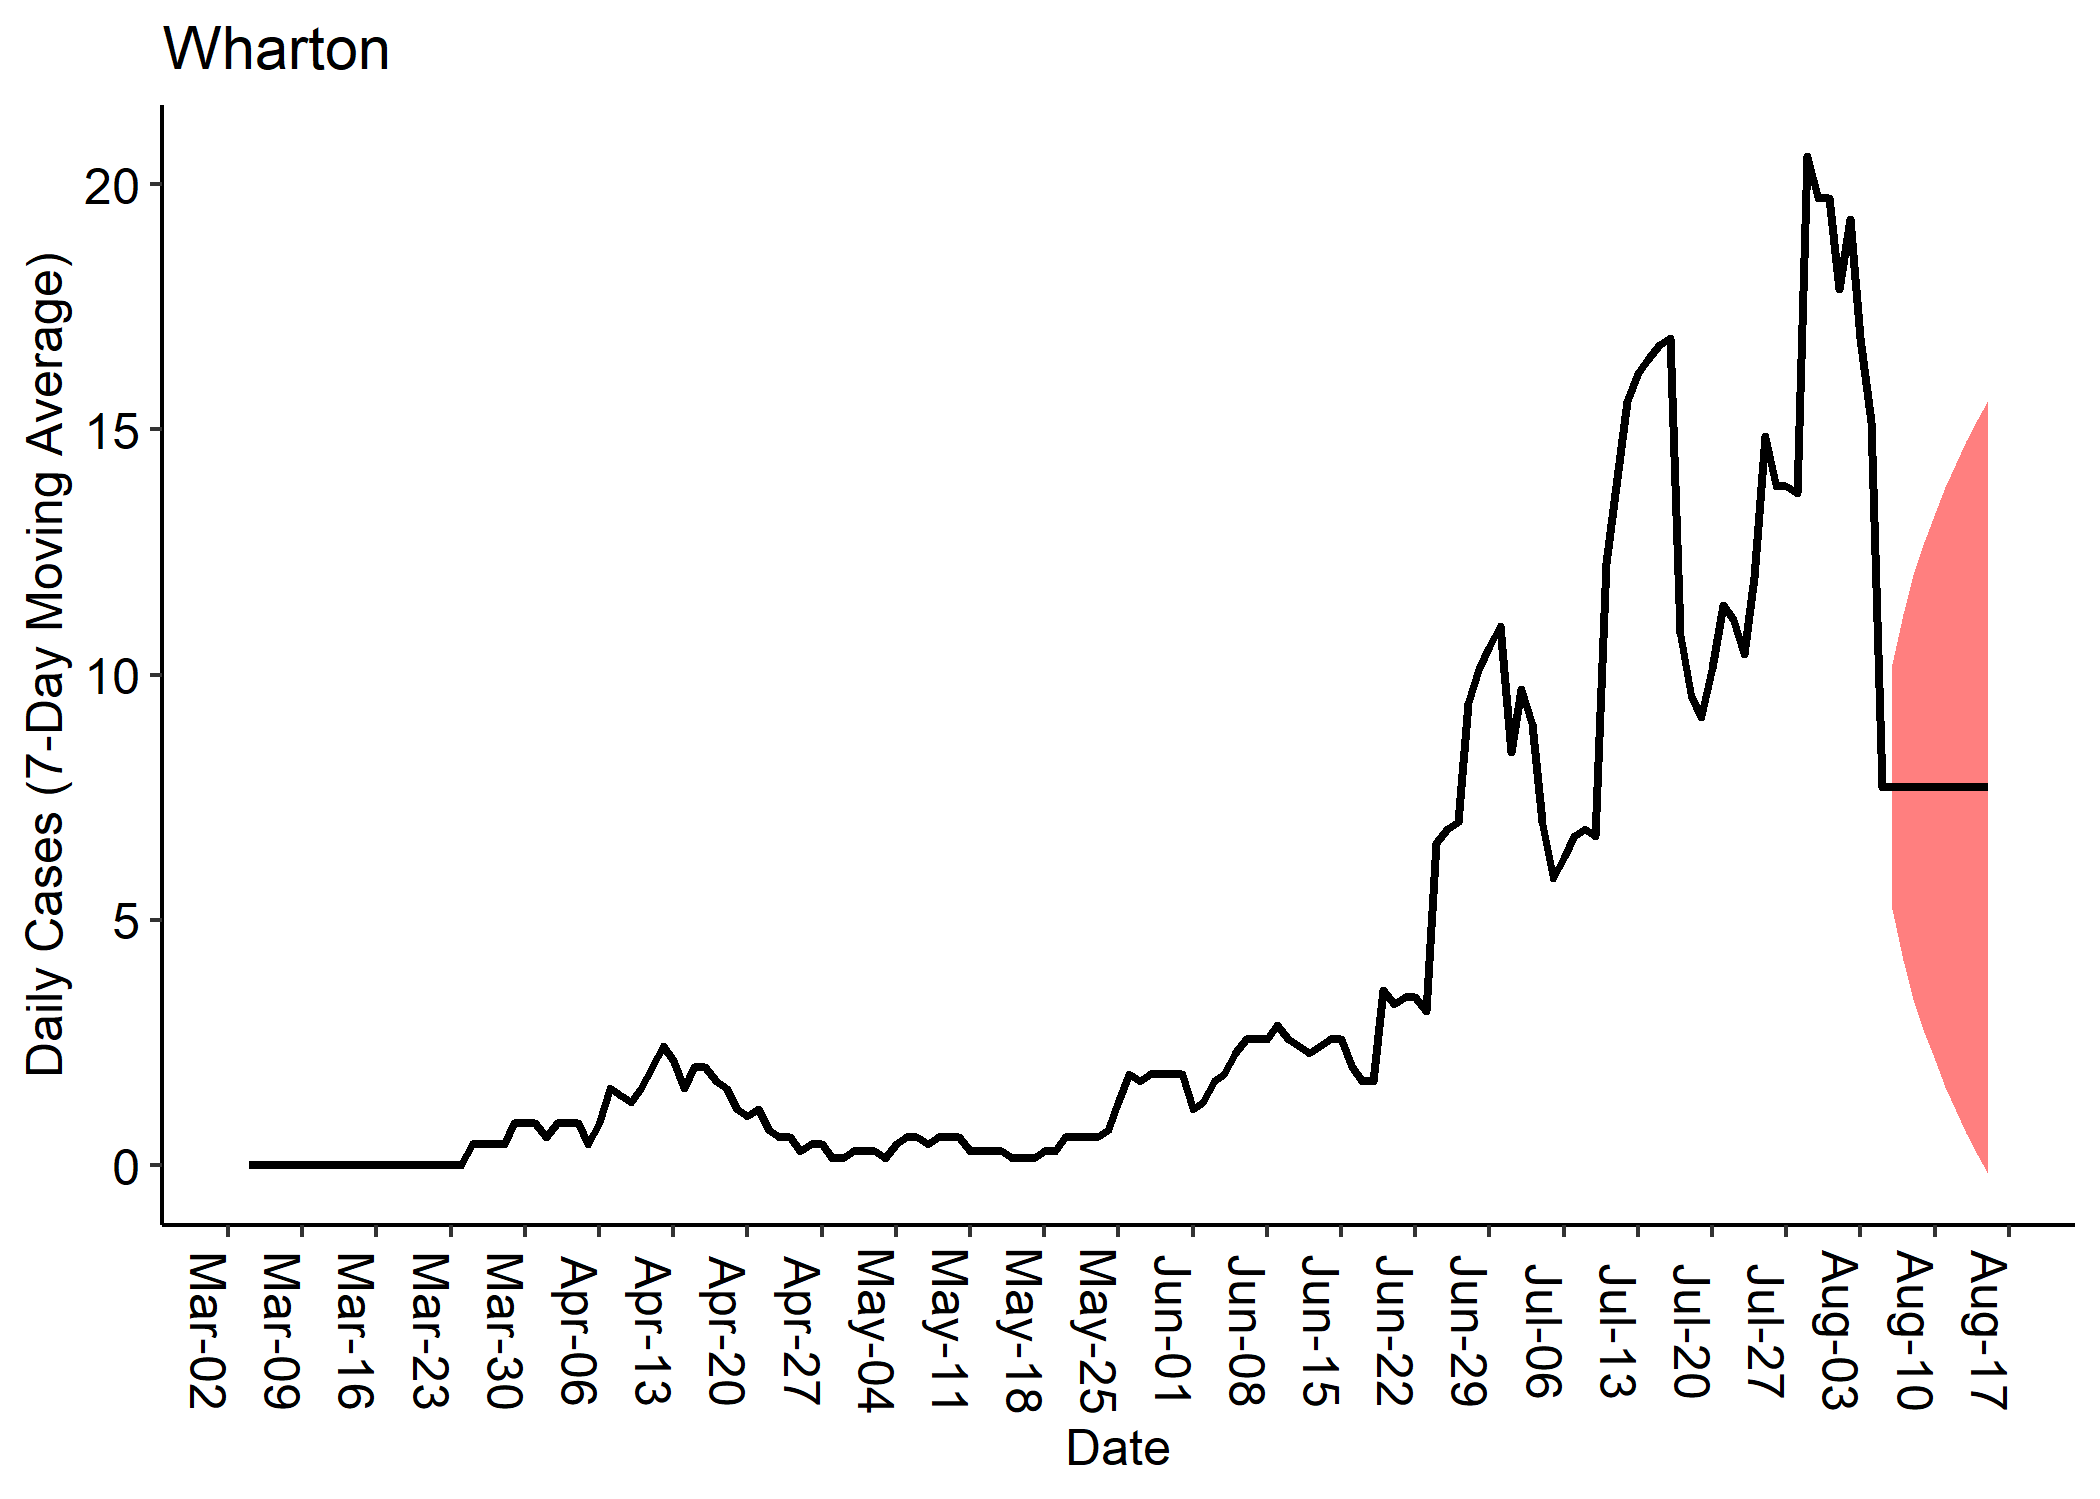 Wharton
Daily Cases (7-Day Moving Average)
20
15
10
5
0
Mar-02
Mar-09
Mar-16
Mar-23
Mar-30
Apr-06
Apr-13
Apr-20
Apr-27
May-04
May-11
May-18
May-25
Jun-01
Jun-08
Jun-15
Jun-22
Jun-29
Jul-06
Jul-13
Jul-20
Jul-27
Aug-03
Aug-10
Aug-17
Date